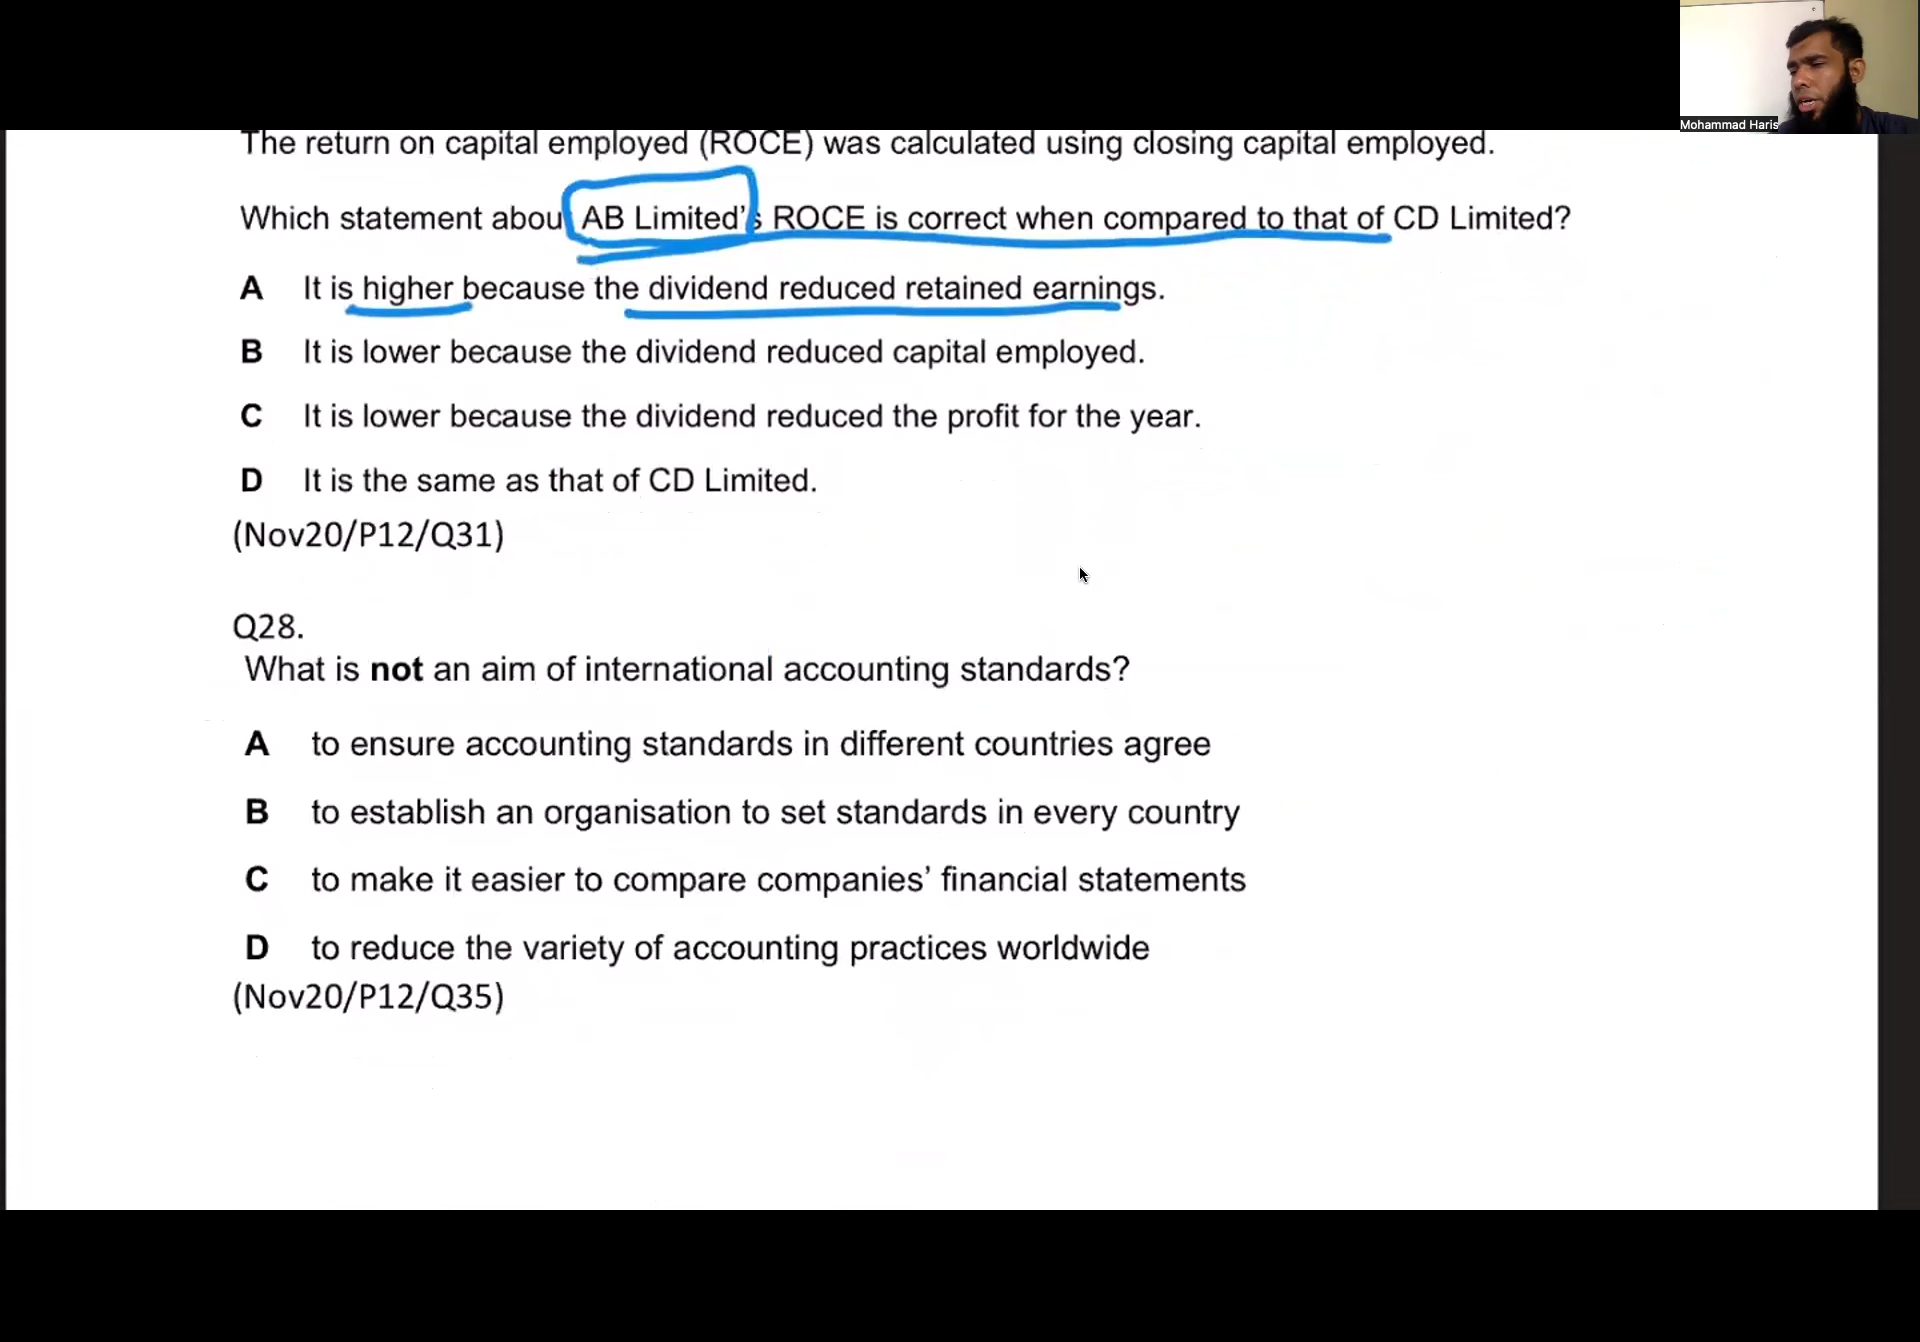 Mohammad Haris
The return on capital employed (ROCE) was calculated using closing capital employed.
Which statement abou AB Limited's ROCE is correct when compared to that of CD Limited?
A It is higher because the dividend reduced retained earnings.
B It is lower because the dividend reduced capital employed.
C It is lower because the dividend reduced the profit for the year.
D It is the same as that of CD Limited.
(Nov20/P12/Q31)
Q28.
What is not an aim of international accounting standards?
A to ensure accounting standards in different countries agree
B to establish an organisation to set standards in every country
C to make it easier to compare companies’ financial statements
D to reduce the variety of accounting practices worldwide
(Nov20/P12/Q35)